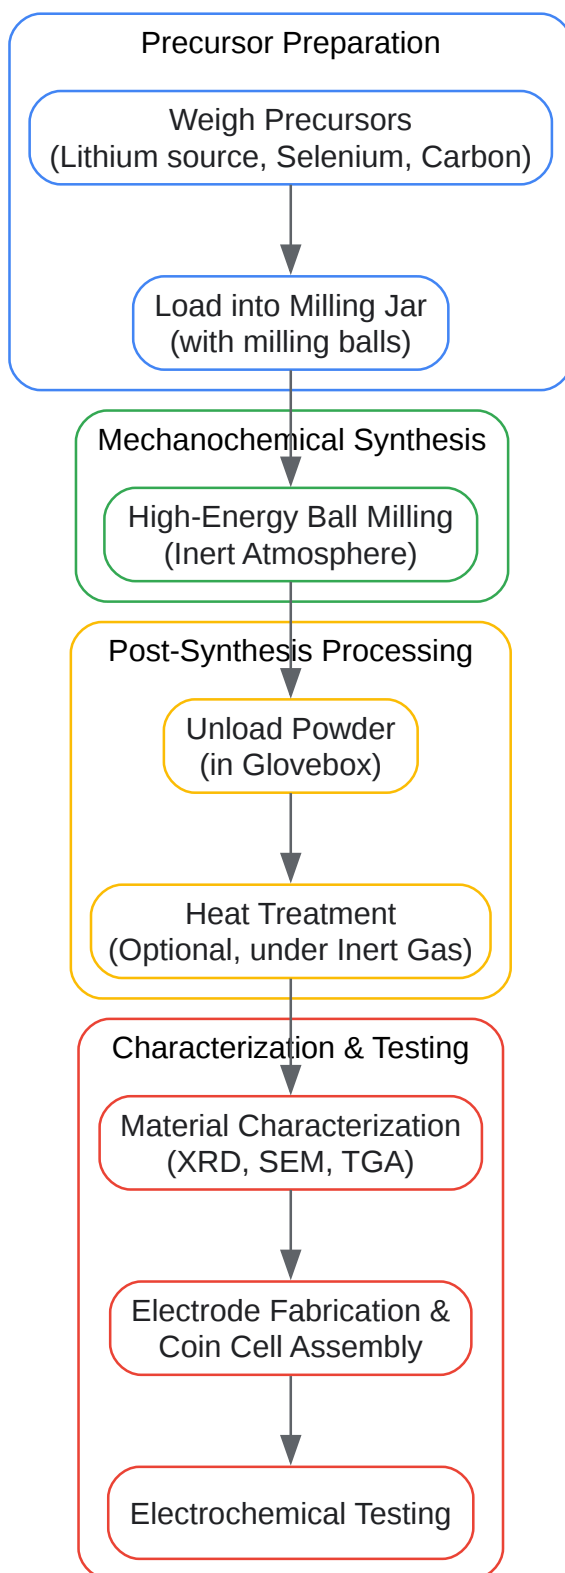 Precursor Preparation
Weigh Precursors
(Lithium source, Selenium, Carbon)
Load into Milling Jar
(with milling balls)
Mechanochemical Synthesis
High-Energy Ball Milling
(Inert Atmosphere)
Post-Synthesis Processing
Unload Powder
(in Glovebox)
Heat Treatment
(Optional, under Inert Gas)
Characterization & Testing
Material Characterization
(XRD, SEM, TGA)
Electrode Fabrication &
Coin Cell Assembly
Electrochemical Testing